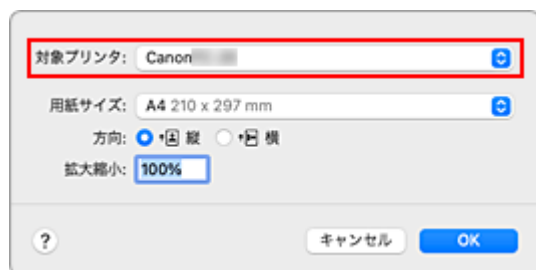 対象プリンタ: Canon
用紙サイズ: A4 210 x 297 mm
方向: 縦 横
拡大縮小: 100%
? キャンセル OK